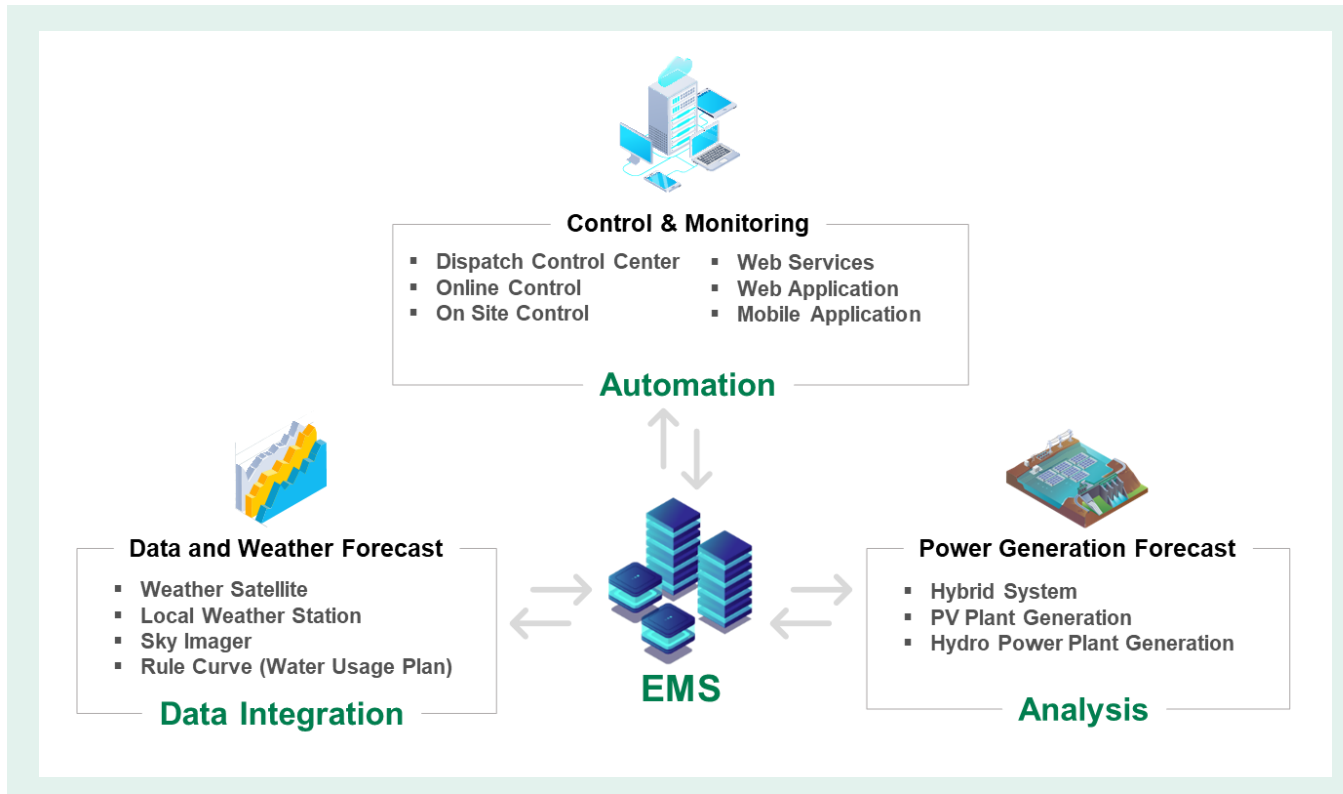 Control & Monitoring
▪ Dispatch Control Center
▪ Online Control
▪ On Site Control
▪ Web Services
▪ Web Application
▪ Mobile Application
Automation
Data and Weather Forecast
▪ Weather Satellite
▪ Local Weather Station
▪ Sky Imager
▪ Rule Curve (Water Usage Plan)
Data Integration
EMS
Power Generation Forecast
▪ Hybrid System
▪ PV Plant Generation
▪ Hydro Power Plant Generation
Analysis